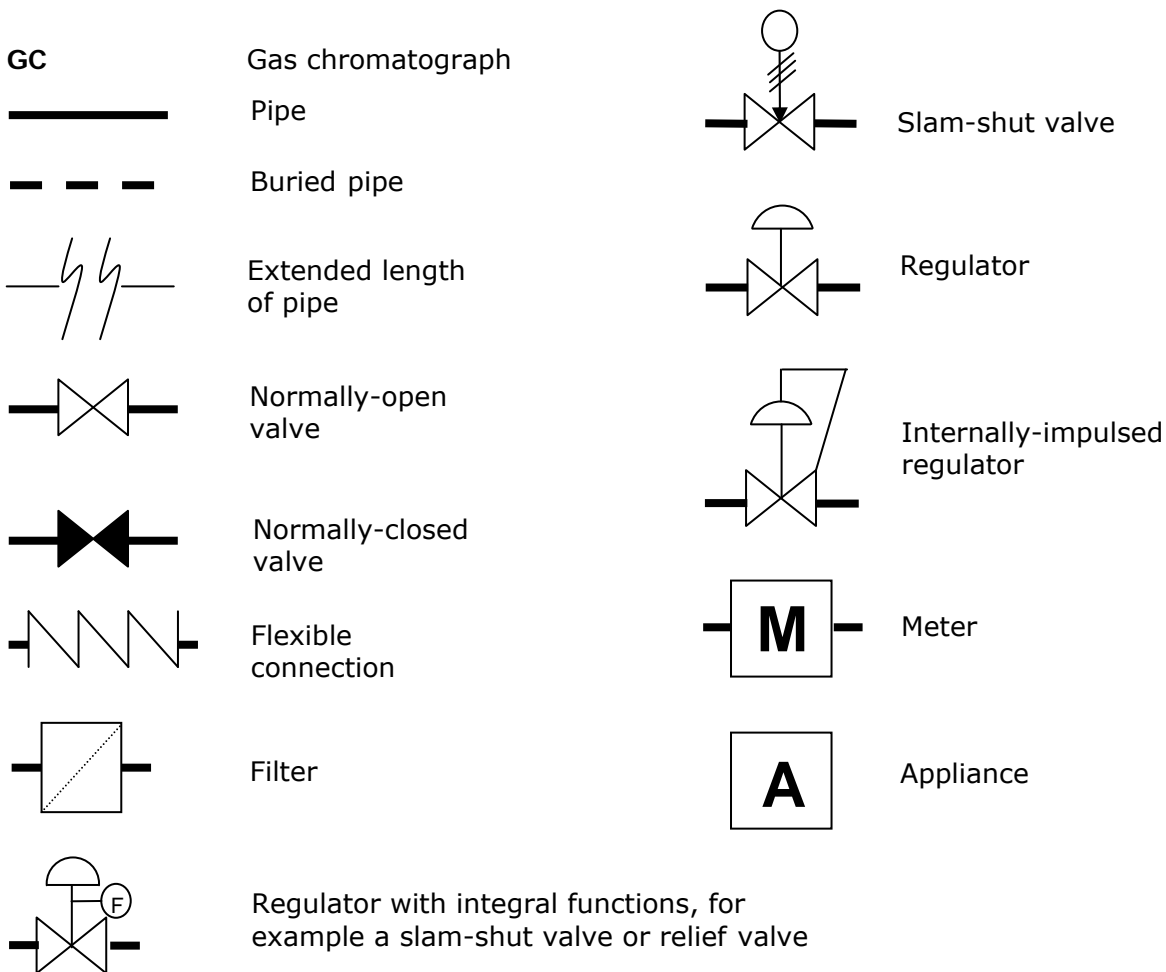 GC
Gas chromatograph
Pipe
Buried pipe
Extended length
of pipe
Normally-open
valve
Normally-closed
valve
Flexible
connection
Filter
F
Regulator with integral functions, for
example a slam-shut valve or relief valve
Slam-shut valve
Regulator
Internally-impulsed
regulator
M
Meter
A
Appliance